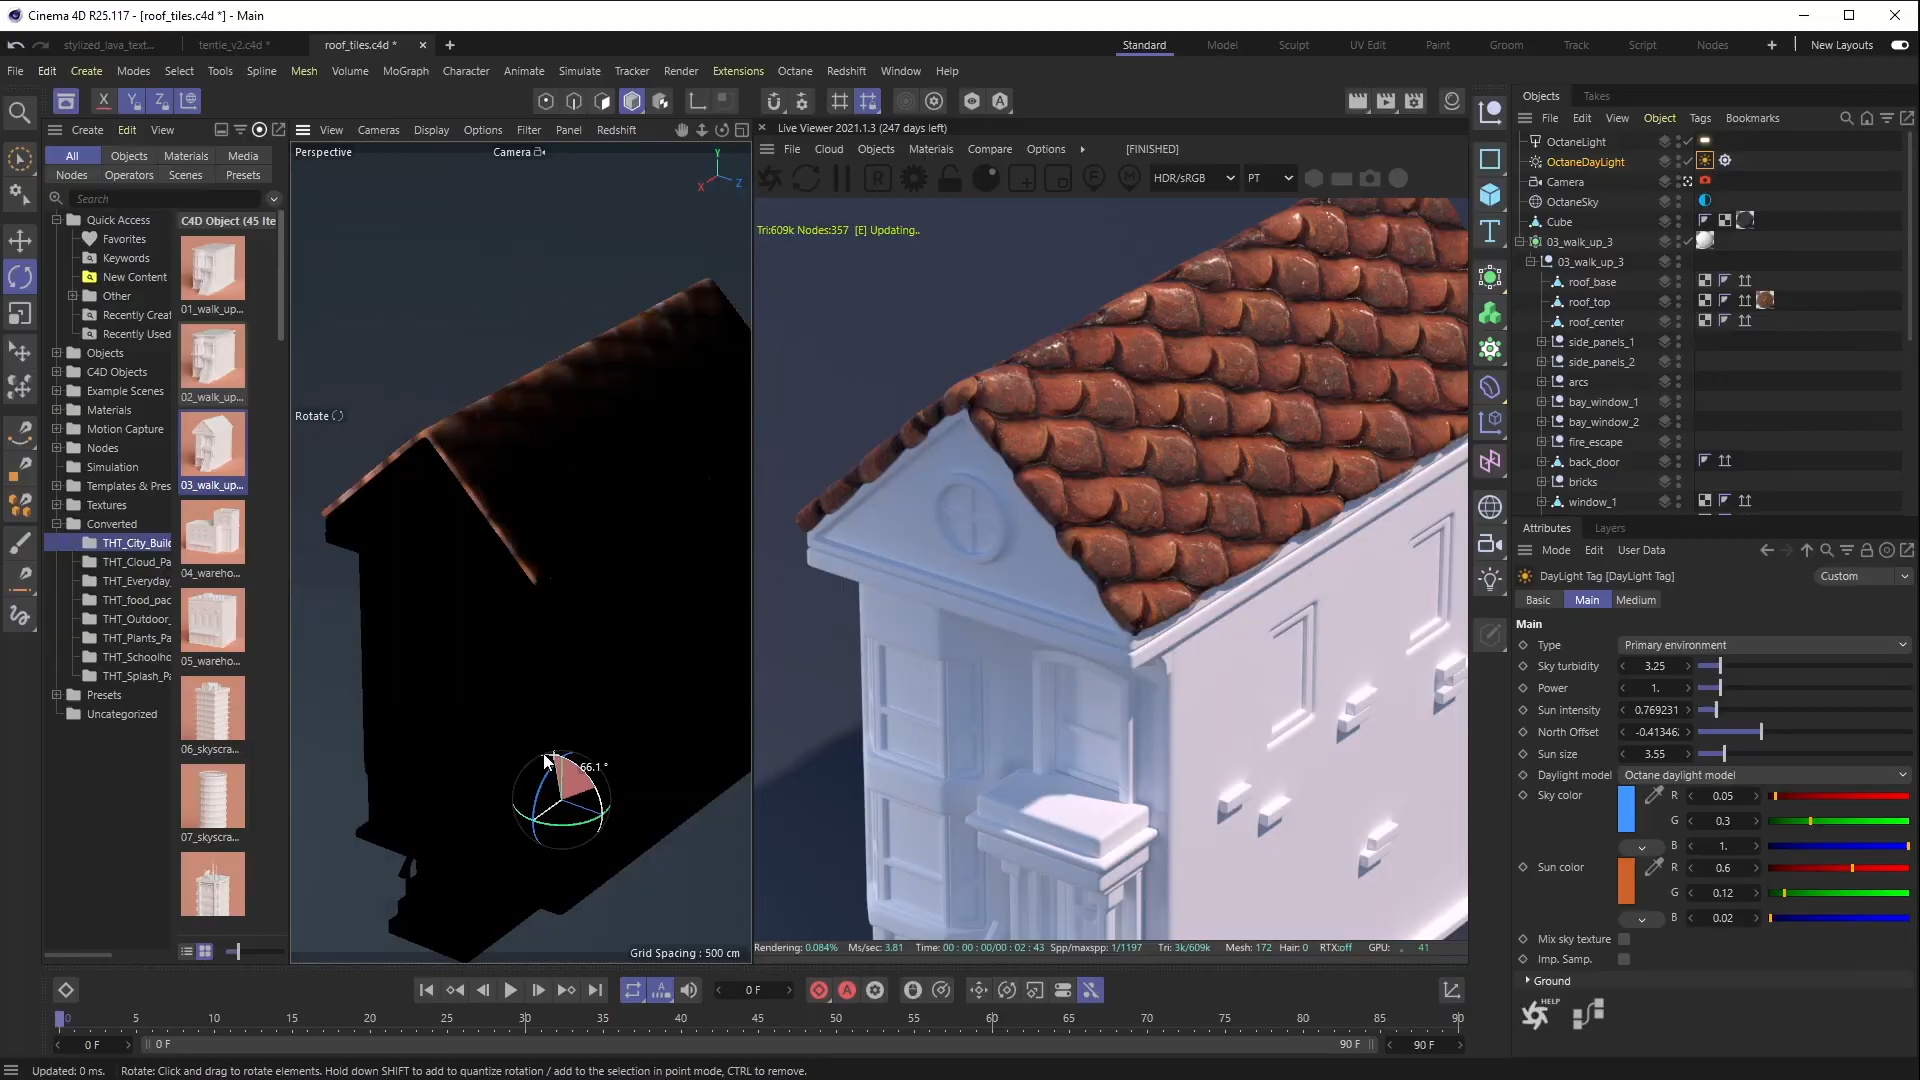 Cinema 4D R25.117 - [roof_tiles.c4d *] - Main
stylized_lava_text...
tentie_v2.c4d *
roof_tiles.c4d *
Standard
Model
Sculpt
UV Edit
Paint
Groom
Track
Script
Nodes
New Layouts
File Edit Create Modes Select Tools Spline Mesh Volume MoGraph Character Animate Simulate Tracker Render Extensions Octane Redshift Window Help
X Y Z
Create Edit View
All Objects Materials Media
Nodes Operators Scenes Presets
Search
Quick Access
Favorites
Keywords
New Content
Other
Recently Creat
Recently Used
Objects
C4D Objects
Example Scenes
Materials
Motion Capture
Nodes
Simulation
Templates & Pres
Textures
Converted
THT_City_Build
THT_Cloud_Pa
THT_Everyday_
THT_food_pac
THT_Outdoor_
THT_Plants_Pa
THT_Schoolho
THT_Splash_Pa
Presets
Uncategorized
C4D Object (45 Ite
01_walk_up...
02_walk_up...
03_walk_up...
04_wareho...
05_wareho...
06_skyscra...
07_skyscra...
View Cameras Display Options Filter Panel Redshift
Perspective
Camera
Y
X Z
Rotate
66.1 °
Grid Spacing : 500 cm
Live Viewer 2021.1.3 (247 days left)
File Cloud Objects Materials Compare Options [FINISHED]
HDR/sRGB PT
Tri:609k Nodes:357 [E] Updating..
Rendering: 0.084% Ms/sec: 3.81 Time: 00 : 00 : 00/00 : 02 : 43 Spp/maxspp: 1/1197 Tri: 3k/609k Mesh: 172 Hair: 0 RTX:off GPU: 41
Objects Takes
File Edit View Object Tags Bookmarks
OctaneLight
OctaneDayLight
Camera
OctaneSky
Cube
03_walk_up_3
03_walk_up_3
roof_base
roof_top
roof_center
side_panels_1
side_panels_2
arcs
bay_window_1
bay_window_2
fire_escape
back_door
bricks
window_1
Attributes Layers
Mode Edit User Data
DayLight Tag [DayLight Tag]
Custom
Basic Main Medium
Main
Type Primary environment
Sky turbidity 3.25
Power 1.
Sun intensity 0.769231
North Offset -0.41346
Sun size 3.55
Daylight model Octane daylight model
Sky color R 0.05
G 0.3
B 1.
Sun color R 0.6
G 0.12
B 0.02
Mix sky texture
Imp. Samp.
Ground
HELP
0 F
0 5 10 15 20 25 30 35 40 45 50 55 60 65 70 75 80 85 90
0 F 0 F 90 F 90 F
Updated: 0 ms. Rotate: Click and drag to rotate elements. Hold down SHIFT to add to quantize rotation / add to the selection in point mode, CTRL to remove.